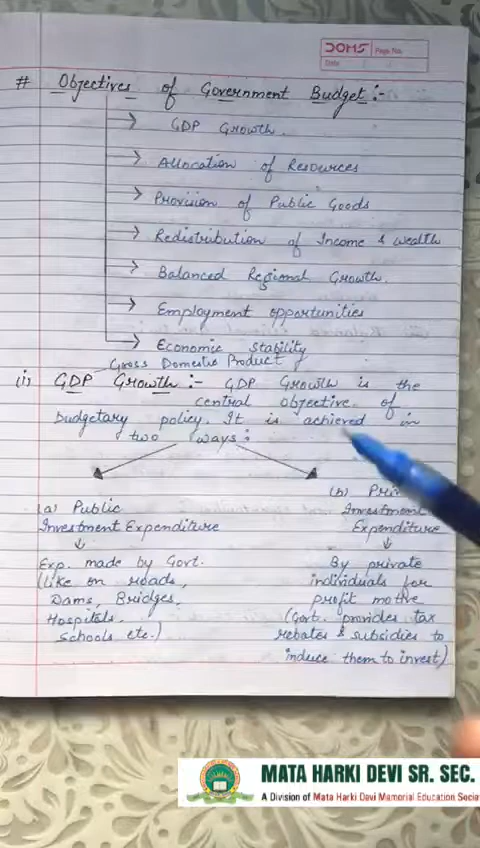 DOMS Page No.
Date
# Objectives of Government Budget :-
→ GDP Growth.
→ Allocation of Resources
→ Provision of Public Goods
→ Redistribution of Income & Wealth
→ Balanced Regional Growth.
→ Employment opportunities
→ Economic Stability
Gross Domestic Product
(i) GDP Growth :- GDP Growth is the
central objective of
budgetary policy. It is achieved in
two ways :
(a) Public
Investment Expenditure
↓
Exp. made by Govt.
(like on roads,
Dams, Bridges,
Hospitals,
Schools etc.)
(b)
Investment
Expenditure
↓
By private
individuals for
profit motive
(Govt. provides tax
rebates & subsidies to
induce them to invest)
MATA HARKI DEVI SR. SEC.
A Division of Mata Harki Devi Memorial Education